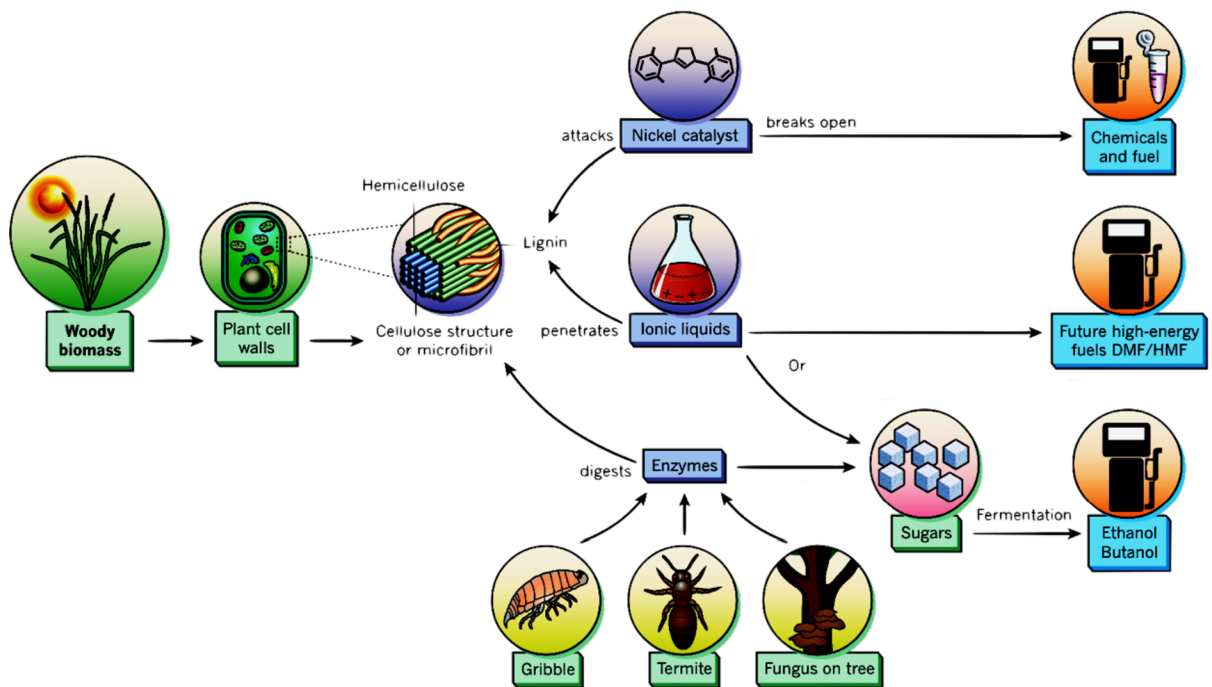 attacks
Nickel catalyst
breaks open
Chemicals
and fuel
Hemicellulose
Lignin
Woody
biomass
Plant cell
walls
Cellulose structure
or microfibril
penetrates
Ionic liquids
Future high-energy
fuels DMF/HMF
Or
digests
Enzymes
Sugars
Fermentation
Ethanol
Butanol
Gribble
Termite
Fungus on tree